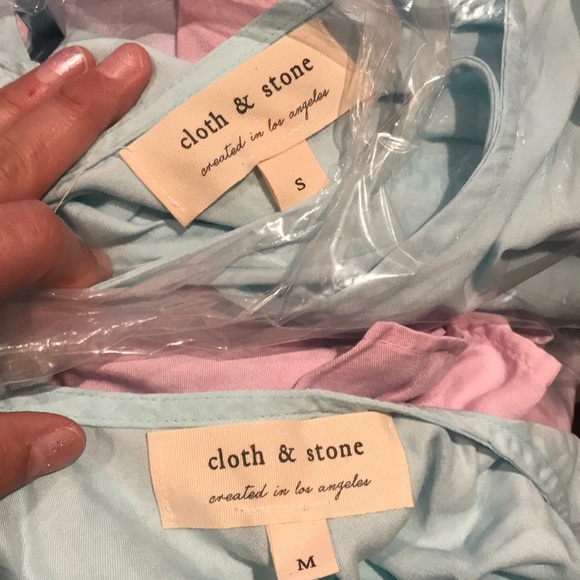 cloth & stone
created in los angeles
S
cloth & stone
created in los angeles
M